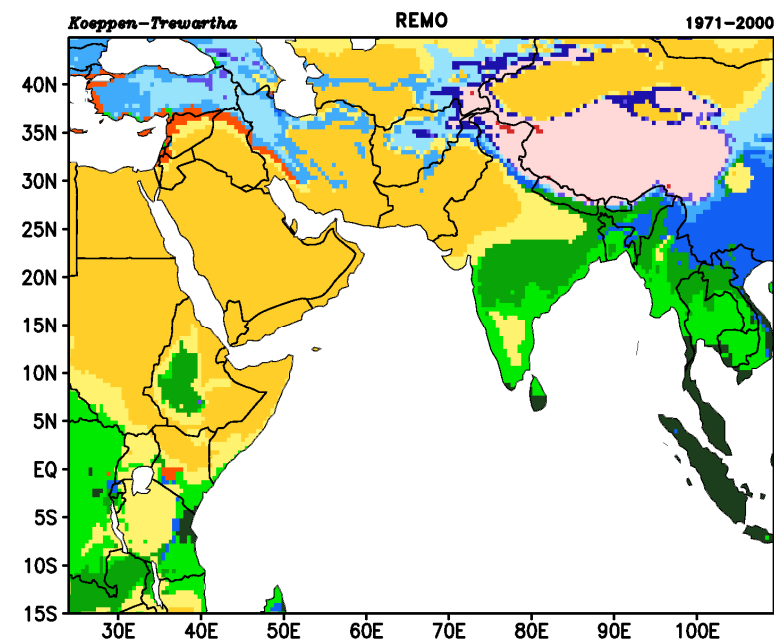 Koeppen-Trewartha REMO 1971-2000
40N
35N
30N
25N
20N
15N
10N
5N
EQ
5S
10S
15S
30E 40E 50E 60E 70E 80E 90E 100E